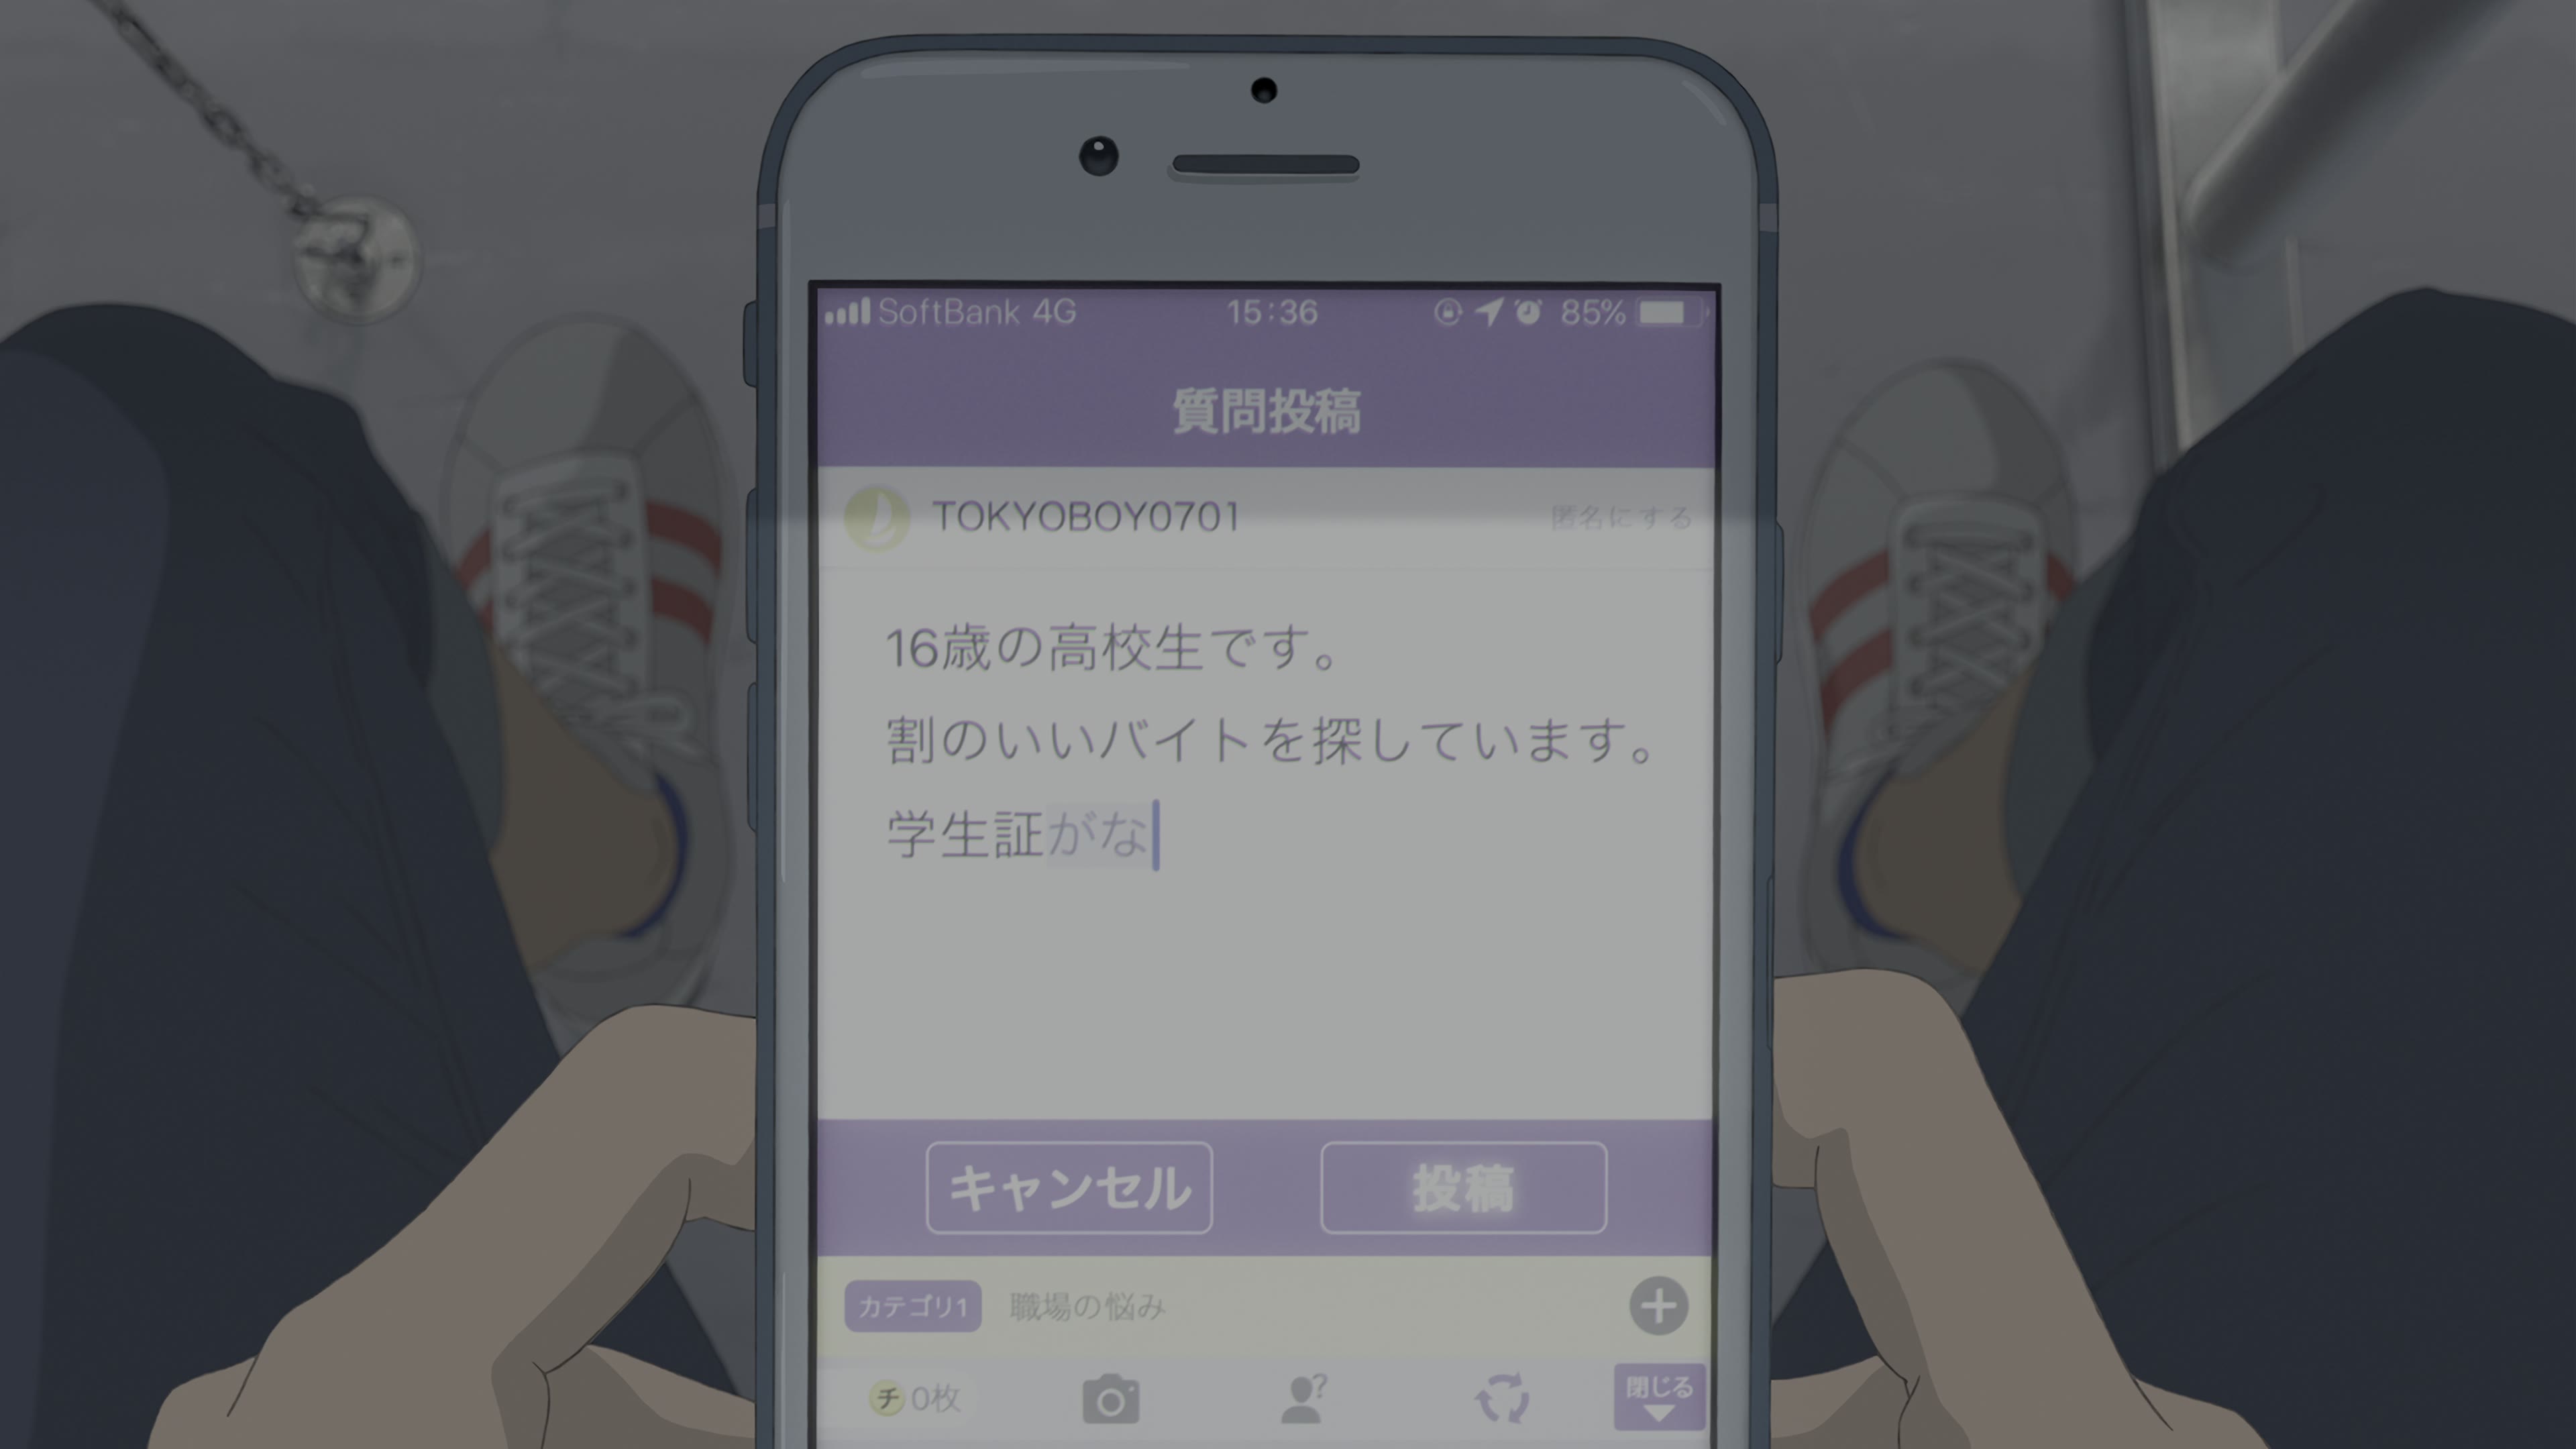 SoftBank 4G 15:36 85%
質問投稿
TOKYOBOY0701 匿名にする
16歳の高校生です。
割のいいバイトを探しています。
学生証がな
キャンセル 投稿
カテゴリ1 職場の悩み
チ 0枚 ? 閉じる